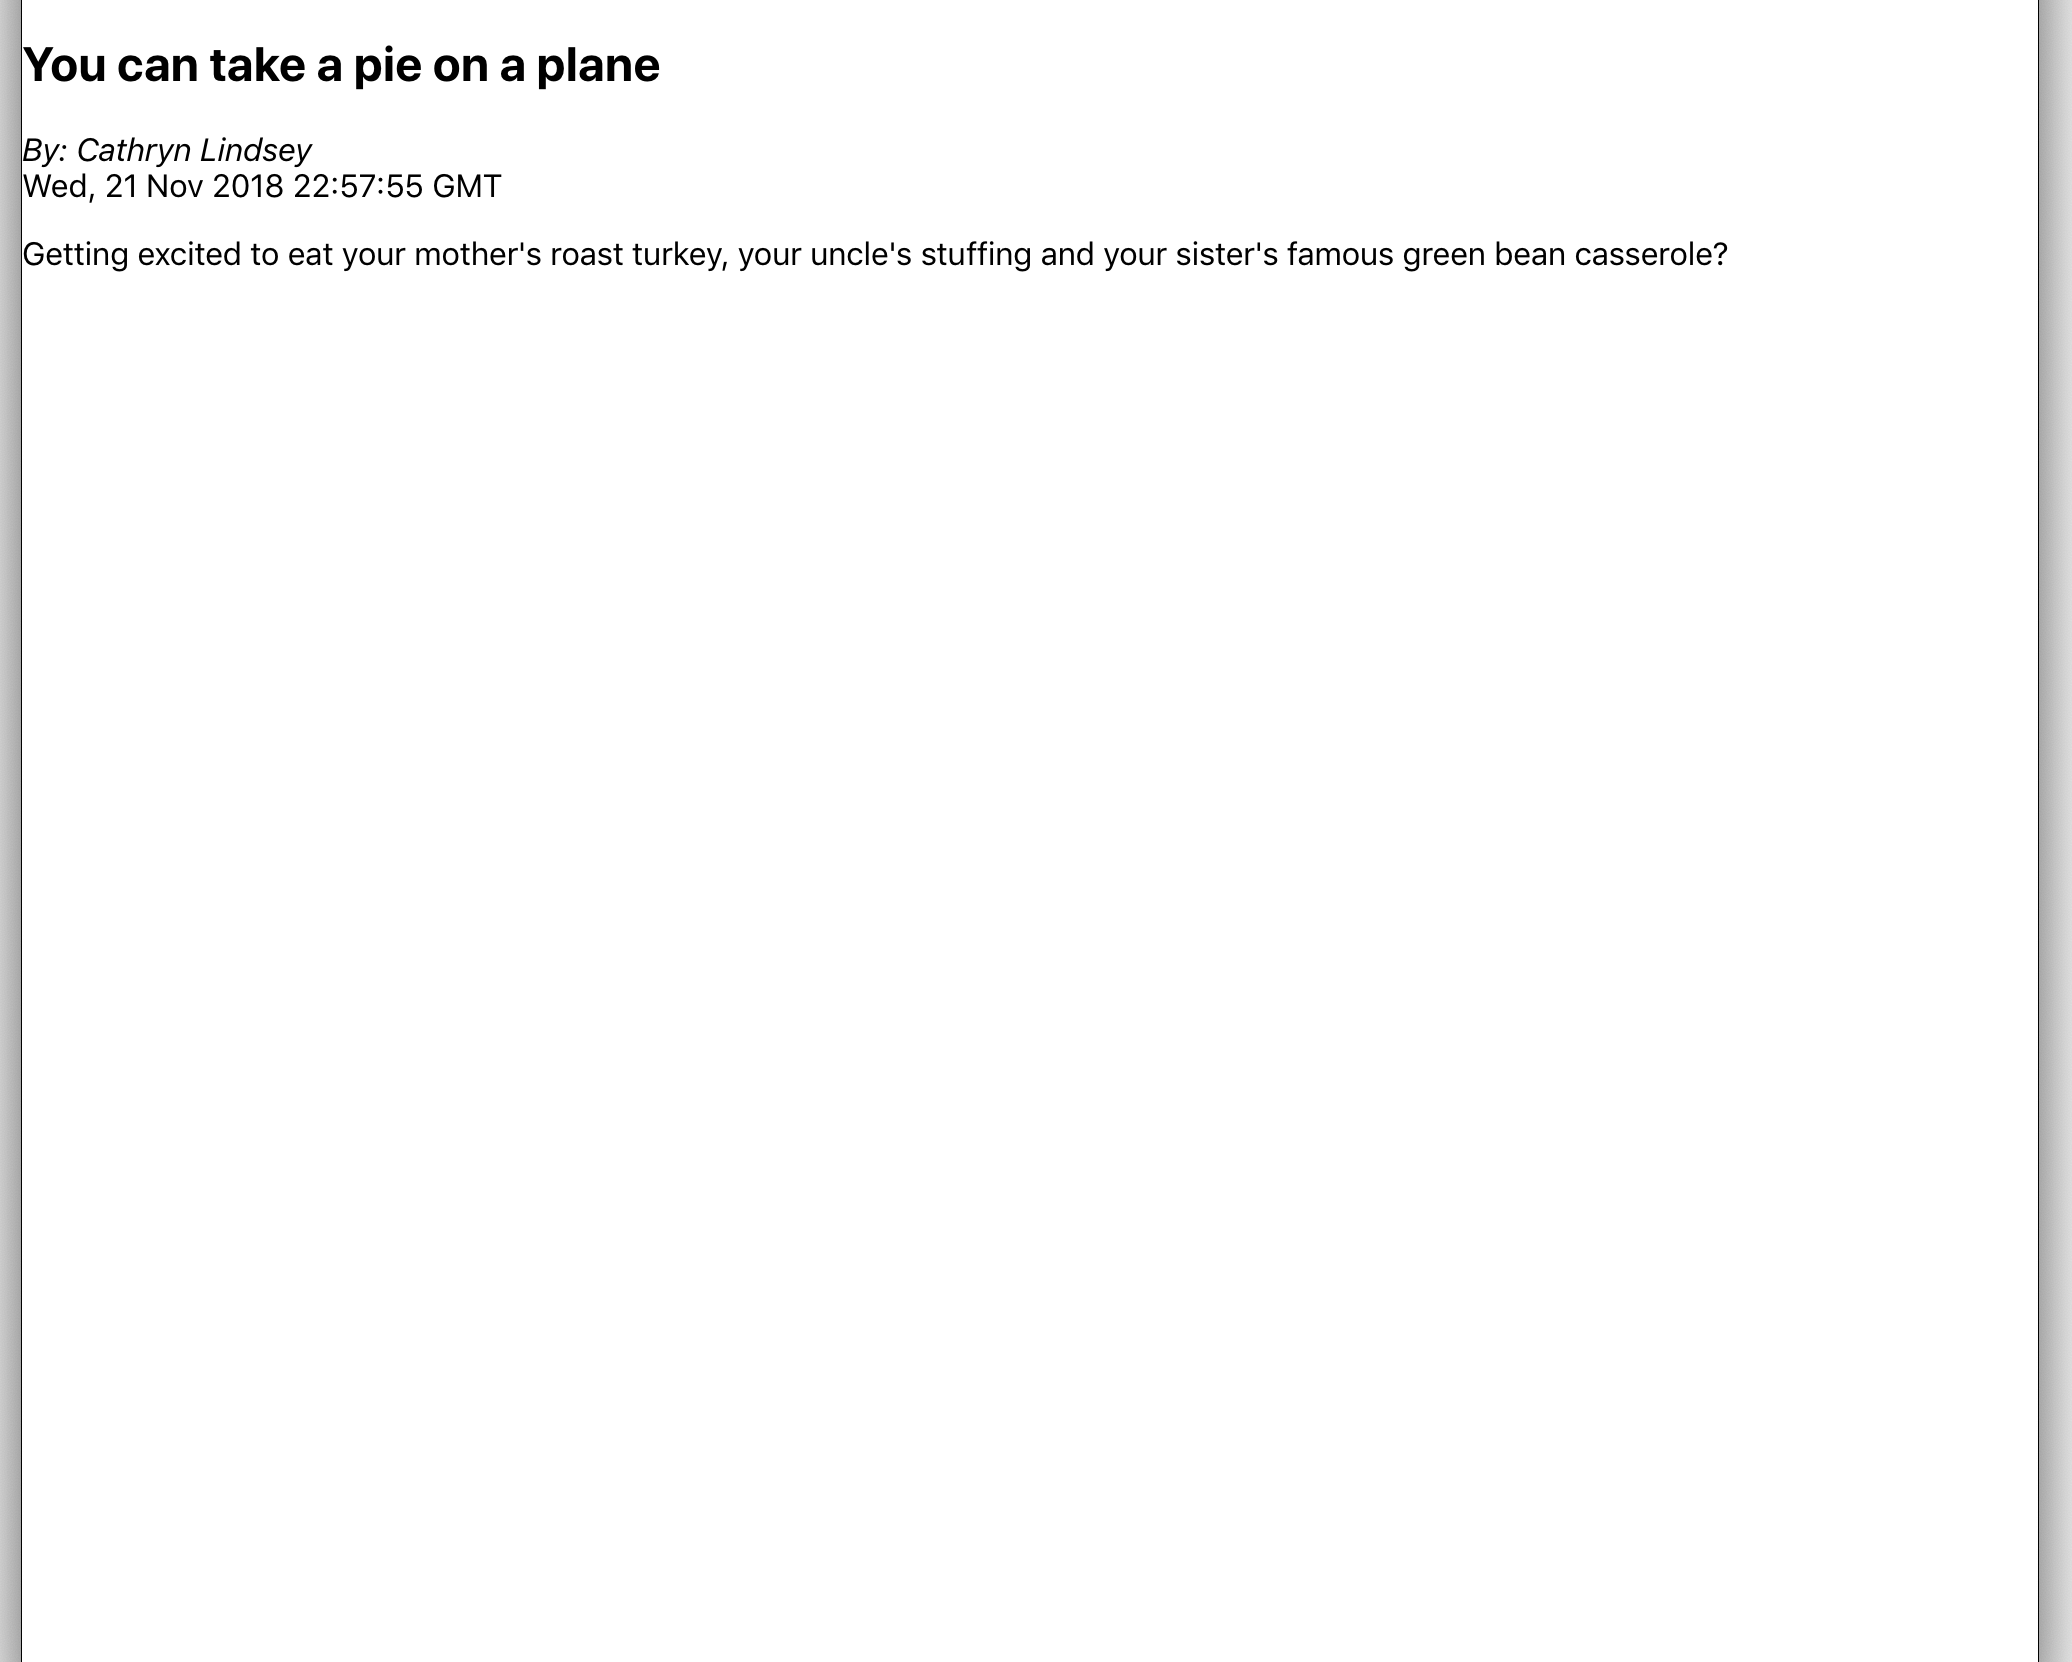 You can take a pie on a plane
By: Cathryn Lindsey
Wed, 21 Nov 2018 22:57:55 GMT
Getting excited to eat your mother's roast turkey, your uncle's stuffing and your sister's famous green bean casserole?